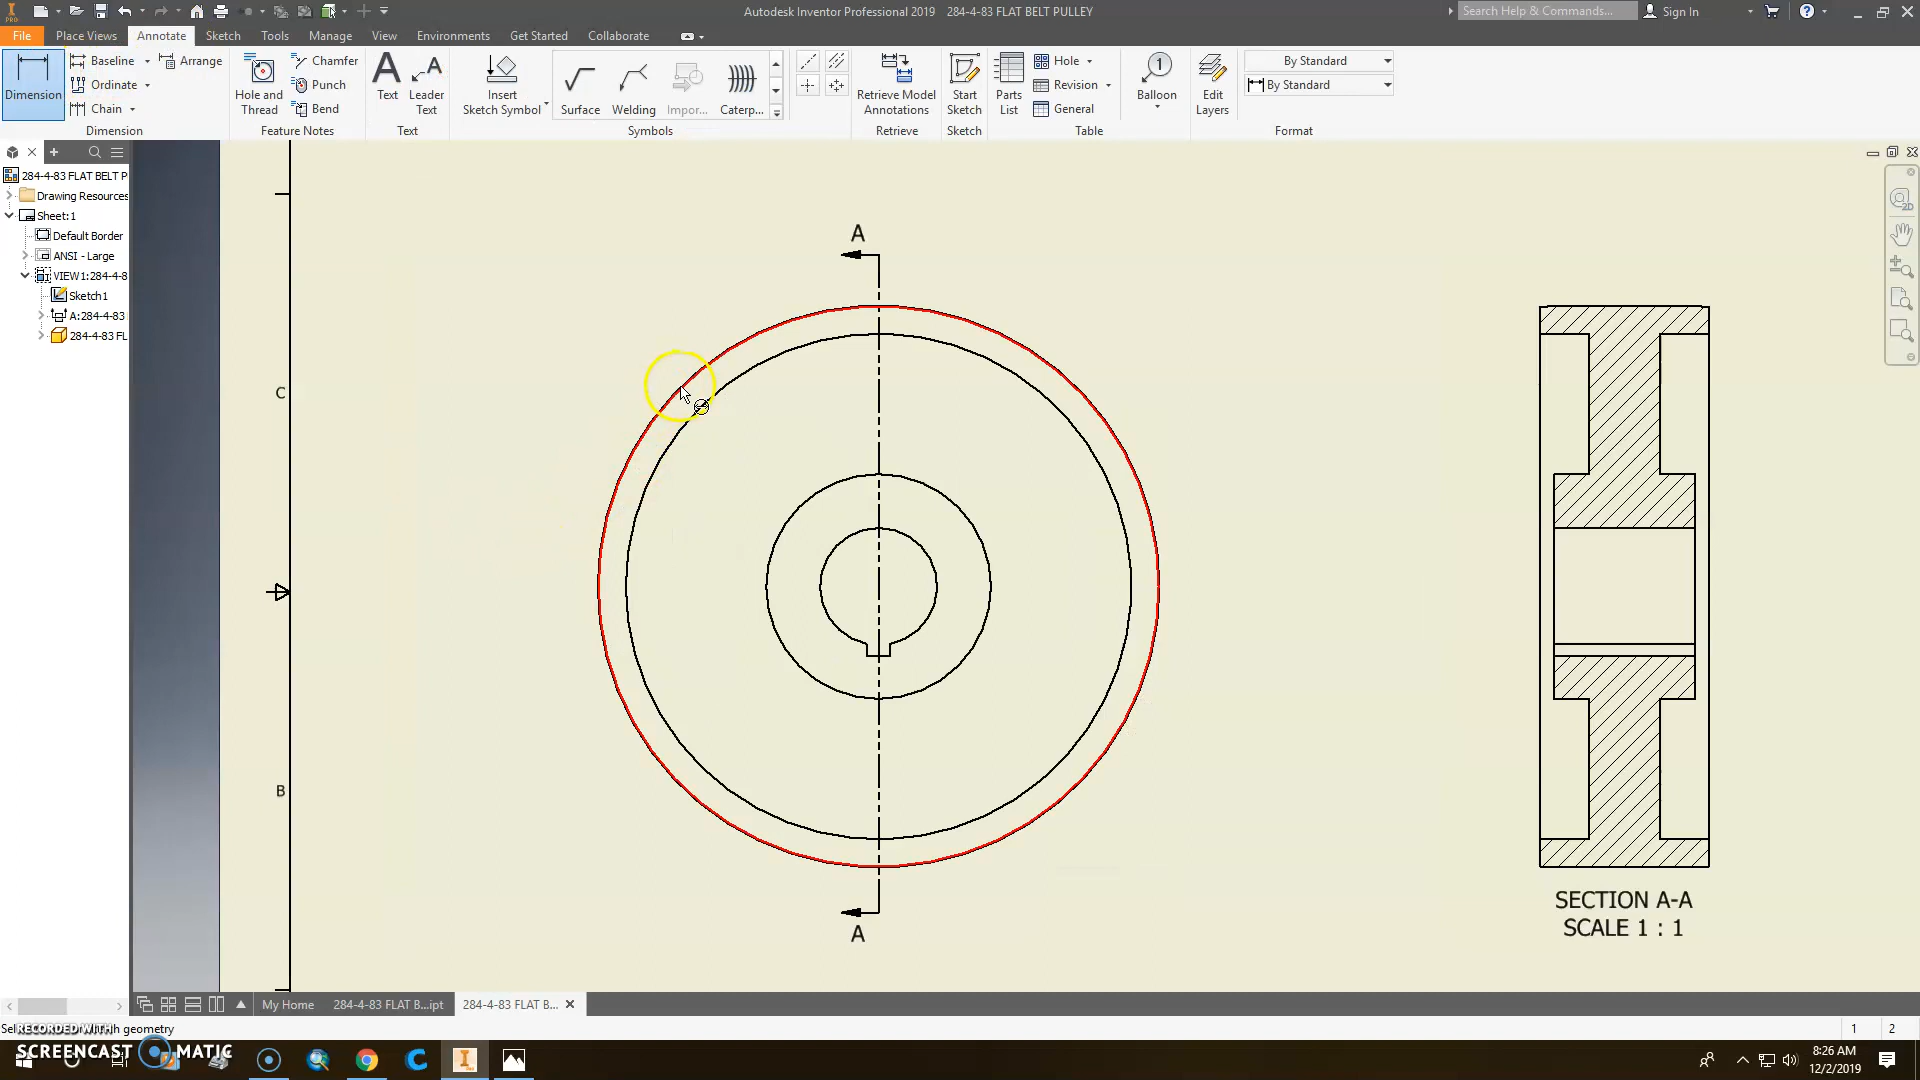 Autodesk Inventor Professional 2019 284-4-83 FLAT BELT PULLEY
Search Help & Commands...
Sign In
PRO
File
Place Views
Annotate
Sketch
Tools
Manage
View
Environments
Get Started
Collaborate
Dimension
Baseline
Ordinate
Chain
Arrange
Dimension
Hole and
Thread
Chamfer
Punch
Bend
Feature Notes
Text
Leader
Text
Text
Insert
Sketch Symbol
Surface
Welding
Impor...
Caterp...
Symbols
Retrieve Model
Annotations
Retrieve
Start
Sketch
Sketch
Parts
List
Hole
Revision
General
Table
Balloon
Edit
Layers
By Standard
By Standard
Format
284-4-83 FLAT BELT P
Drawing Resources
Sheet:1
Default Border
ANSI - Large
VIEW1:284-4-8
Sketch1
A:284-4-83
284-4-83 FL
A
C
B
A
SECTION A-A
SCALE 1 : 1
2D
My Home
284-4-83 FLAT B...ipt
284-4-83 FLAT B...
geometry
1 2
RECORDED WITH
SCREENCAST MATIC
8:26 AM
12/2/2019